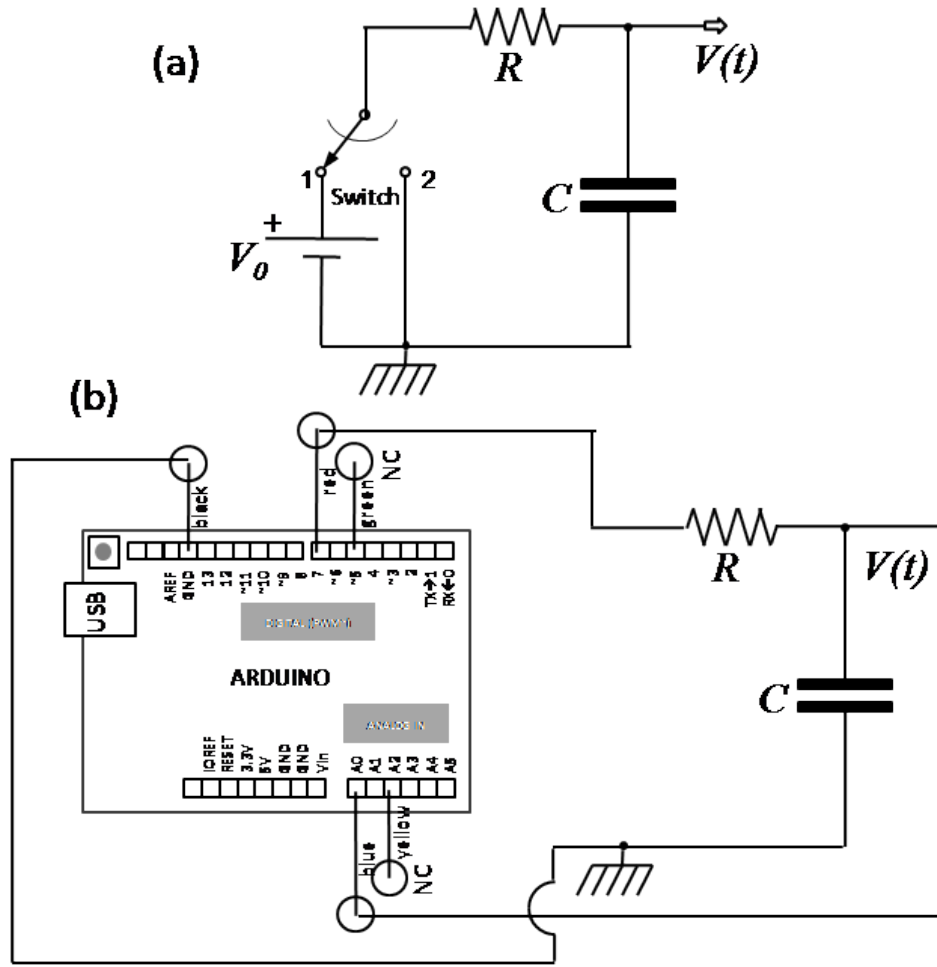 (a)
R
V(t)
1
Switch
2
+
V0
C
(b)
black
red
green
NC
AREF
GND
13
12
~11
~10
~9
8
7
~6
~5
4
~3
2
TX→1
RX←0
USB
R
V(t)
ARDUINO
C
ANALOG IN
IOREF
RESET
3.3V
5V
GND
GND
Vin
A0
A1
A2
A3
A4
A5
blue
yellow
NC